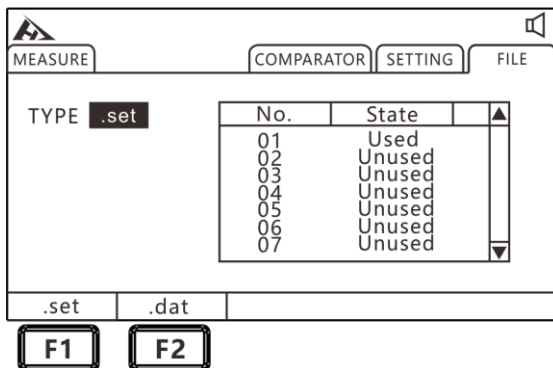 MEASURE COMPARATOR SETTING FILE
TYPE .set
No. State
01 Used
02 Unused
03 Unused
04 Unused
05 Unused
06 Unused
07 Unused
.set .dat
F1 F2